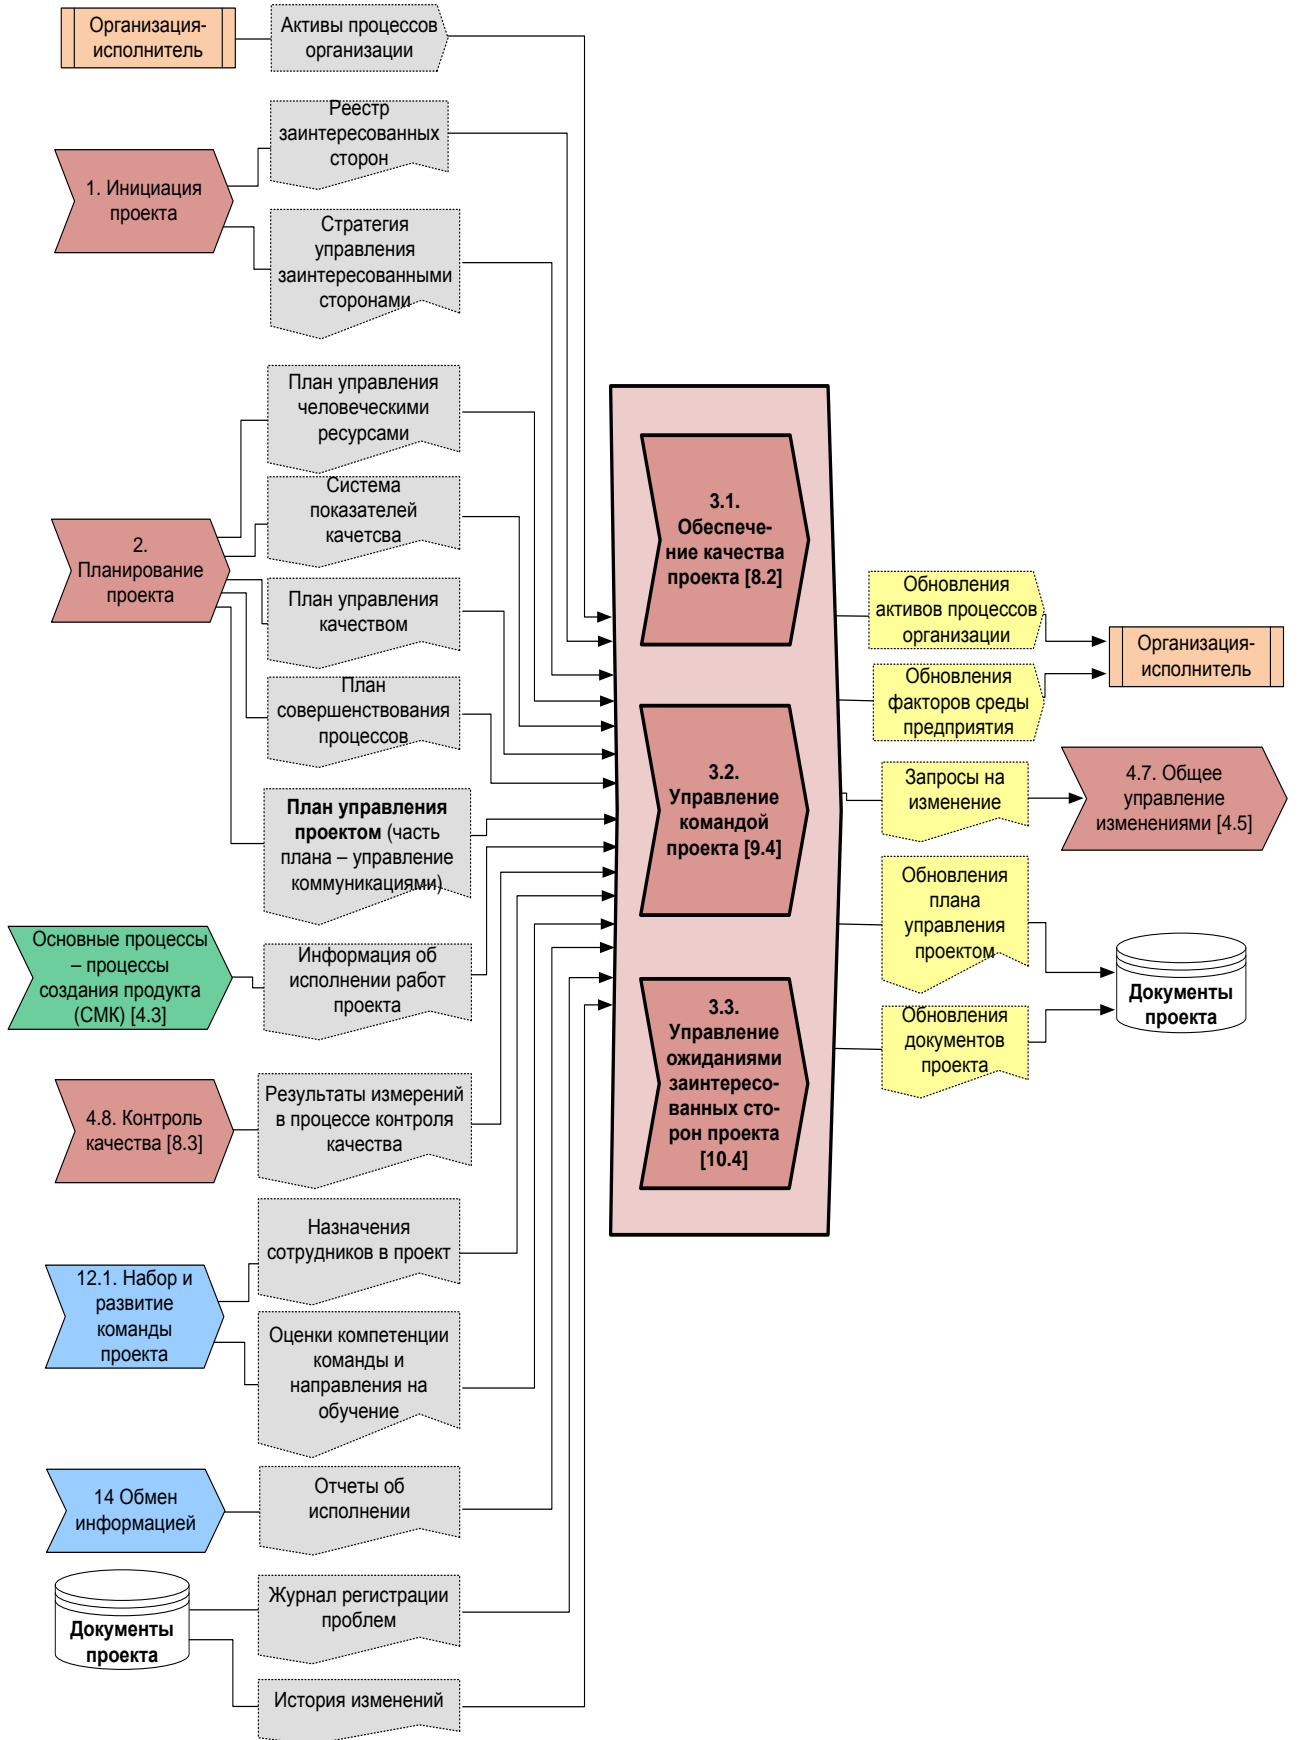 Организация-
исполнитель
Активы процессов
организации
Реестр
заинтересованных
сторон
1. Инициация
проекта
Стратегия
управления
заинтересованными
сторонами
План управления
человеческими
ресурсами
Система
показателей
качетсва
2.
Планирование
проекта
План управления
качеством
План
совершенствования
процессов
План управления
проектом (часть
плана – управление
коммуникациями)
Основные процессы
– процессы
создания продукта
(СМК) [4.3]
Информация об
исполнении работ
проекта
4.8. Контроль
качества [8.3]
Результаты измерений
в процессе контроля
качества
Назначения
сотрудников в проект
12.1. Набор и
развитие
команды
проекта
Оценки компетенции
команды и
направления на
обучение
14 Обмен
информацией
Отчеты об
исполнении
Документы
проекта
Журнал регистрации
проблем
История изменений
3.1.
Обеспече-
ние качества
проекта [8.2]
3.2.
Управление
командой
проекта [9.4]
3.3.
Управление
ожиданиями
заинтересо-
ванных сто-
рон проекта
[10.4]
Обновления
активов процессов
организации
Обновления
факторов среды
предприятия
Организация-
исполнитель
Запросы на
изменение
4.7. Общее
управление
изменениями [4.5]
Обновления
плана
управления
проектом
Обновления
документов
проекта
Документы
проекта